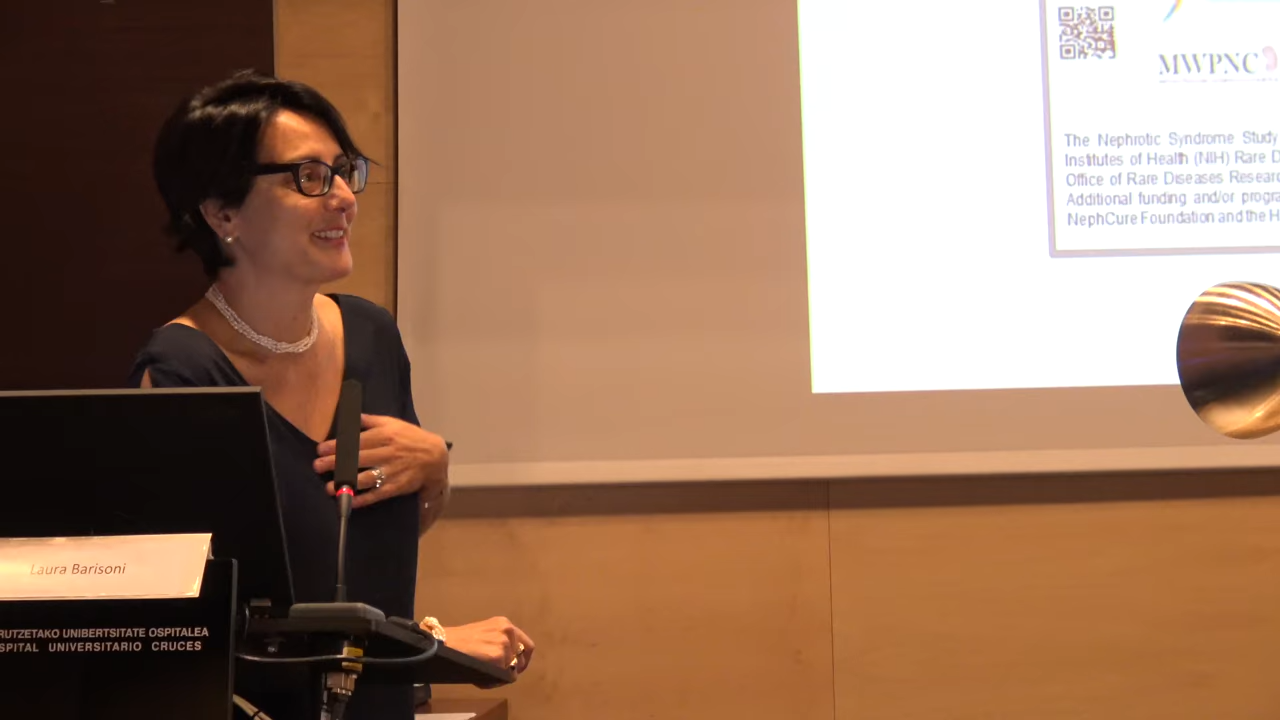 MWPNC
The Nephrotic Syndrome Study
Institutes of Health (NIH) Rare D
Office of Rare Diseases Researc
Additional funding and/or progra
NephCure Foundation and the H
Laura Barisoni
RUTZETAKO UNIBERTSITATE OSPITALEA
SPITAL UNIVERSITARIO CRUCES